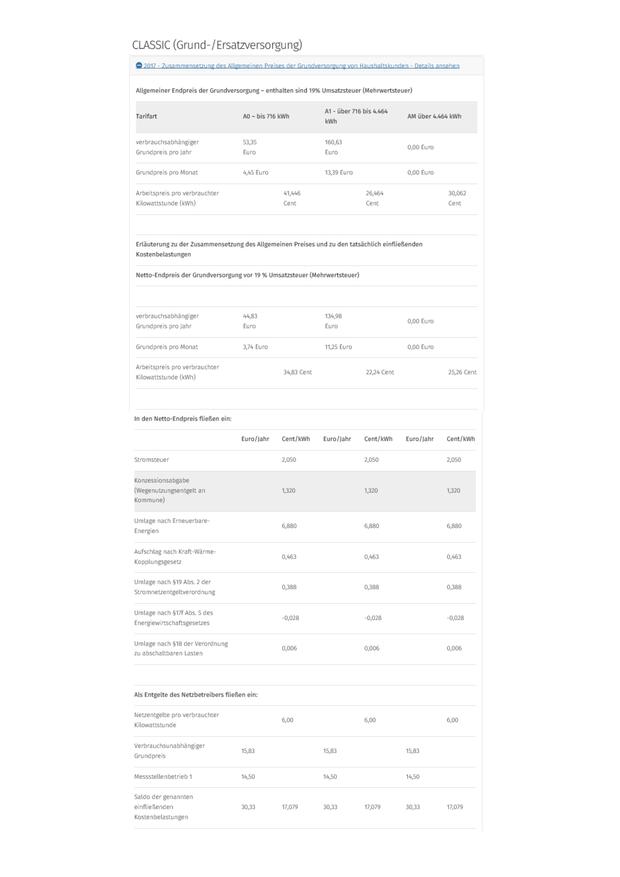 CLASSIC (Grund-/Ersatzversorgung)
2017 - Zusammensetzung des Allgemeinen Preises der Grundversorgung von Haushaltskunden - Details ansehen
Allgemeiner Endpreis der Grundversorgung – enthalten sind 19% Umsatzsteuer (Mehrwertsteuer)
Tarifart A0 – bis 716 kWh A1 - über 716 bis 4.464 kWh AM über 4.464 kWh
verbrauchsabhängiger Grundpreis pro Jahr 53,35 Euro 160,63 Euro 0,00 Euro
Grundpreis pro Monat 4,45 Euro 13,39 Euro 0,00 Euro
Arbeitspreis pro verbrauchter Kilowattstunde (kWh) 41,446 Cent 26,464 Cent 30,062 Cent
Erläuterung zu der Zusammensetzung des Allgemeinen Preises und zu den tatsächlich einfließenden
Kostenbelastungen
Netto-Endpreis der Grundversorgung vor 19 % Umsatzsteuer (Mehrwertsteuer)
verbrauchsabhängiger Grundpreis pro Jahr 44,83 Euro 134,98 Euro 0,00 Euro
Grundpreis pro Monat 3,74 Euro 11,25 Euro 0,00 Euro
Arbeitspreis pro verbrauchter Kilowattstunde (kWh) 34,83 Cent 22,24 Cent 25,26 Cent
In den Netto-Endpreis fließen ein:
Euro/Jahr Cent/kWh Euro/Jahr Cent/kWh Euro/Jahr Cent/kWh
Stromsteuer 2,050 2,050 2,050
Konzessionsabgabe (Wegenutzungsentgelt an Kommune) 1,320 1,320 1,320
Umlage nach Erneuerbare-Energien 6,880 6,880 6,880
Aufschlag nach Kraft-Wärme-Kopplungsgesetz 0,463 0,463 0,463
Umlage nach §19 Abs. 2 der Stromnetzentgeltverordnung 0,388 0,388 0,388
Umlage nach §17f Abs. 5 des Energiewirtschaftsgesetzes -0,028 -0,028 -0,028
Umlage nach §18 der Verordnung zu abschaltbaren Lasten 0,006 0,006 0,006
Als Entgelte des Netzbetreibers fließen ein:
Netzentgelte pro verbrauchter Kilowattstunde 6,00 6,00 6,00
Verbrauchsunabhängiger Grundpreis 15,83 15,83 15,83
Messstellenbetrieb 1 14,50 14,50 14,50
Saldo der genannten einfließenden Kostenbelastungen 30,33 17,079 30,33 17,079 30,33 17,079